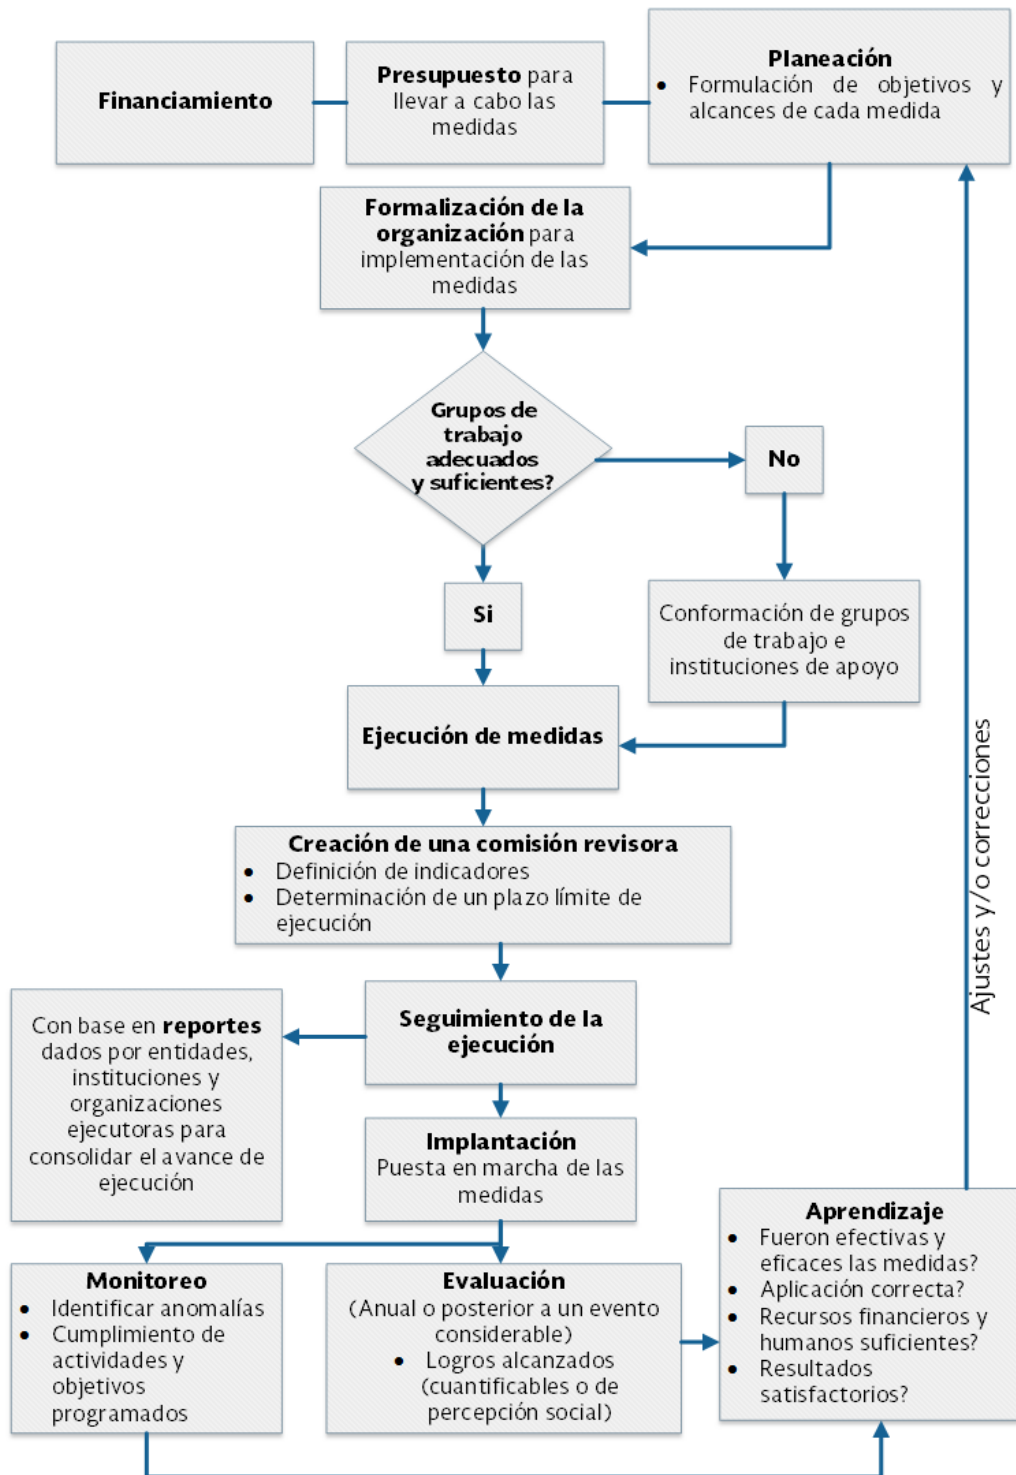 Financiamiento
Presupuesto para
llevar a cabo las
medidas
Planeación
• Formulación de objetivos y
alcances de cada medida
Formalización de la
organización para
implementación de las
medidas
Grupos de
trabajo
adecuados
y suficientes?
No
Si
Conformación de grupos
de trabajo e
instituciones de apoyo
Ejecución de medidas
Creación de una comisión revisora
• Definición de indicadores
• Determinación de un plazo límite de
ejecución
Seguimiento de la
ejecución
Con base en reportes
dados por entidades,
instituciones y
organizaciones
ejecutoras para
consolidar el avance de
ejecución
Implantación
Puesta en marcha de las
medidas
Monitoreo
• Identificar anomalías
• Cumplimiento de
actividades y
objetivos
programados
Evaluación
(Anual o posterior a un evento
considerable)
• Logros alcanzados
(cuantificables o de
percepción social)
Aprendizaje
• Fueron efectivas y
eficaces las medidas?
• Aplicación correcta?
• Recursos financieros y
humanos suficientes?
• Resultados
satisfactorios?
Ajustes y/o correcciones